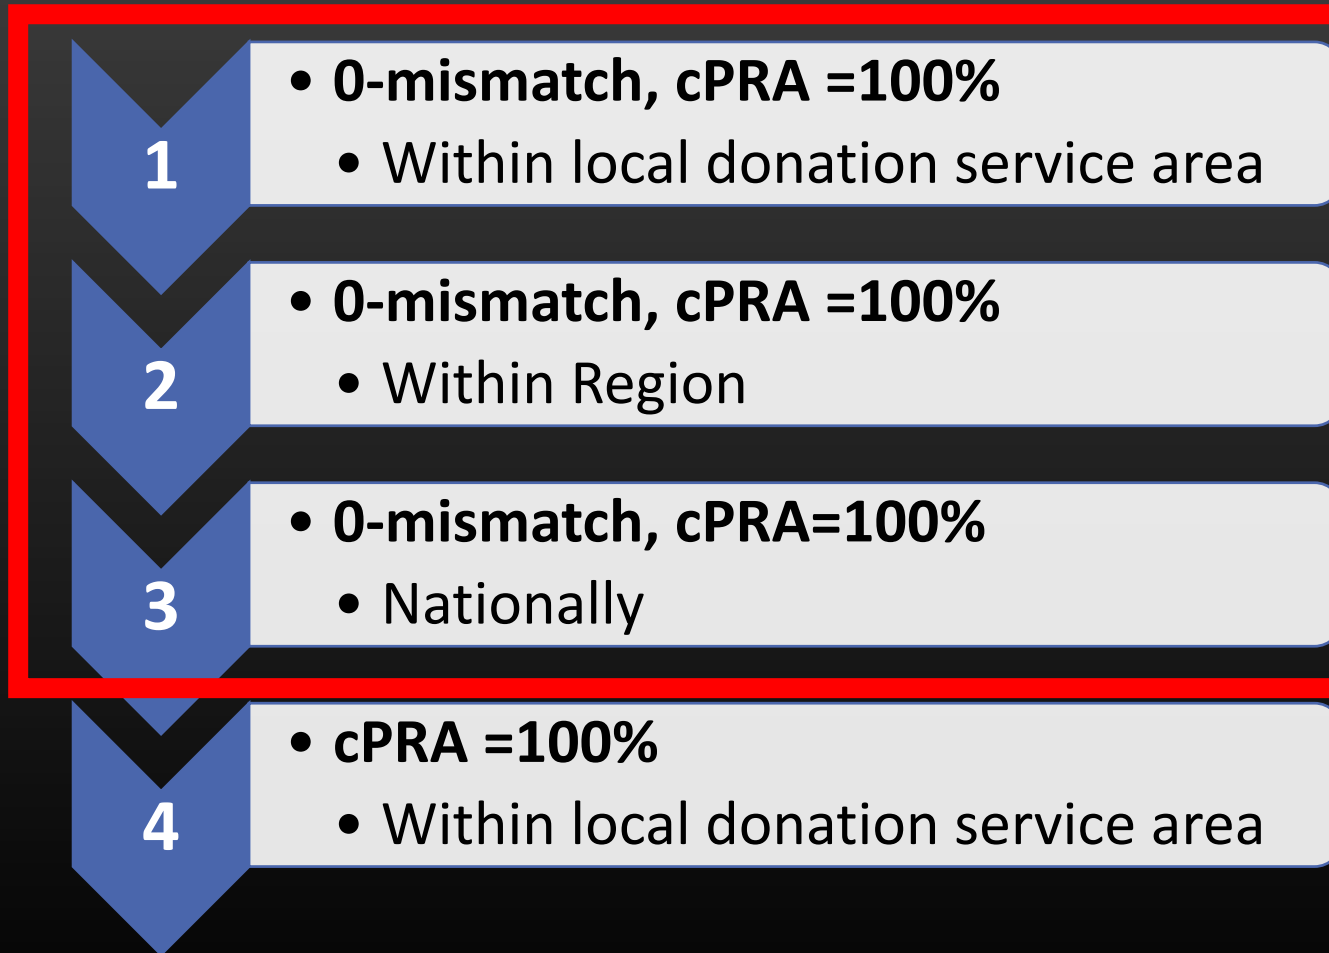 1
• 0-mismatch, cPRA =100%
• Within local donation service area
2
• 0-mismatch, cPRA =100%
• Within Region
3
• 0-mismatch, cPRA=100%
• Nationally
4
• cPRA =100%
• Within local donation service area